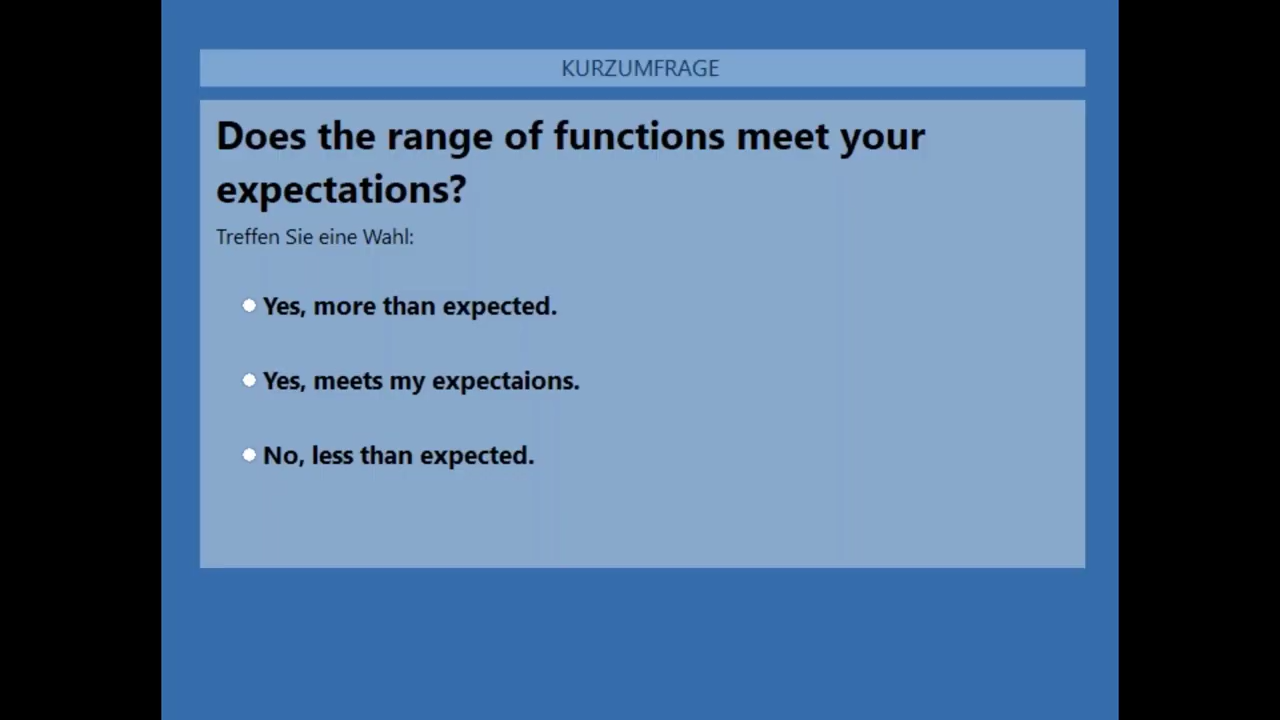 KURZUMFRAGE
Does the range of functions meet your
expectations?
Treffen Sie eine Wahl:
Yes, more than expected.
Yes, meets my expectaions.
No, less than expected.